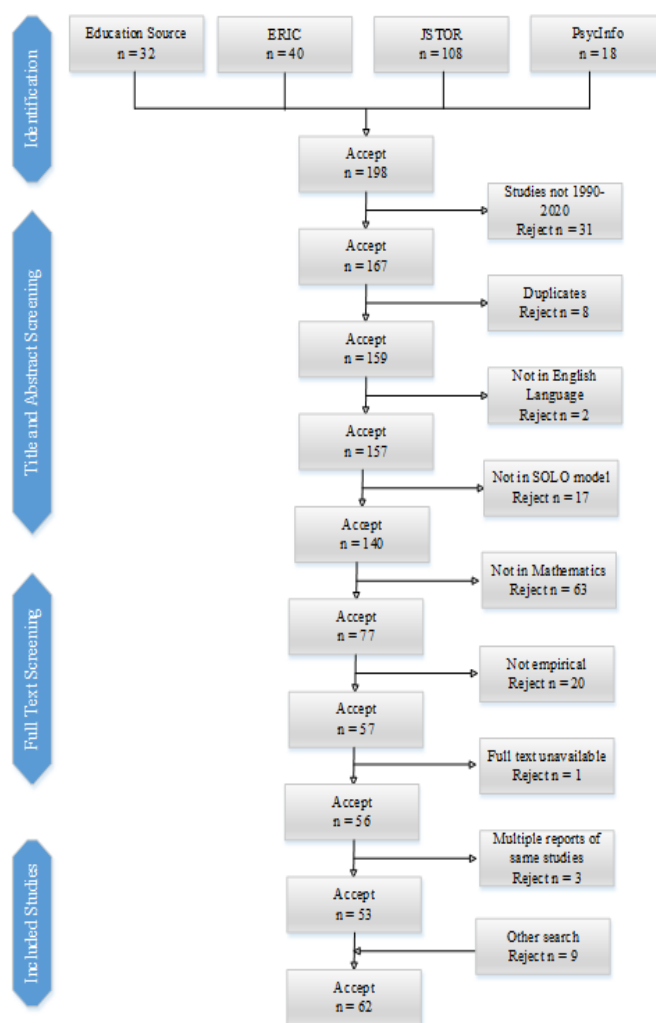 Identification
Education Source
n = 32
ERIC
n = 40
JSTOR
n = 108
PsycInfo
n = 18
Accept
n = 198
Studies not 1990-
2020
Reject n = 31
Title and Abstract Screening
Accept
n = 167
Duplicates
Reject n = 8
Accept
n = 159
Not in English
Language
Reject n = 2
Accept
n = 157
Not in SOLO model
Reject n = 17
Accept
n = 140
Not in Mathematics
Reject n = 63
Full Text Screening
Accept
n = 77
Not empirical
Reject n = 20
Accept
n = 57
Full text unavailable
Reject n = 1
Accept
n = 56
Multiple reports of
same studies
Reject n = 3
Included Studies
Accept
n = 53
Other search
Reject n = 9
Accept
n = 62